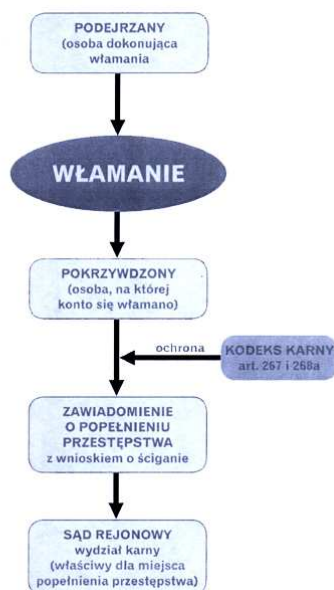 PODEJRZANY
(osoba dokonująca
włamania
WŁAMANIE
POKRZYWDZONY
(osoba, na której
konto się włamano)
ochrona
KODEKS KARNY
art. 267 i 268a
ZAWIADOMIENIE
O POPEŁNIENIU
PRZESTĘPSTWA
z wnioskiem o ściganie
SĄD REJONOWY
wydział karny
(właściwy dla miejsca
popełnienia przestępstwa)